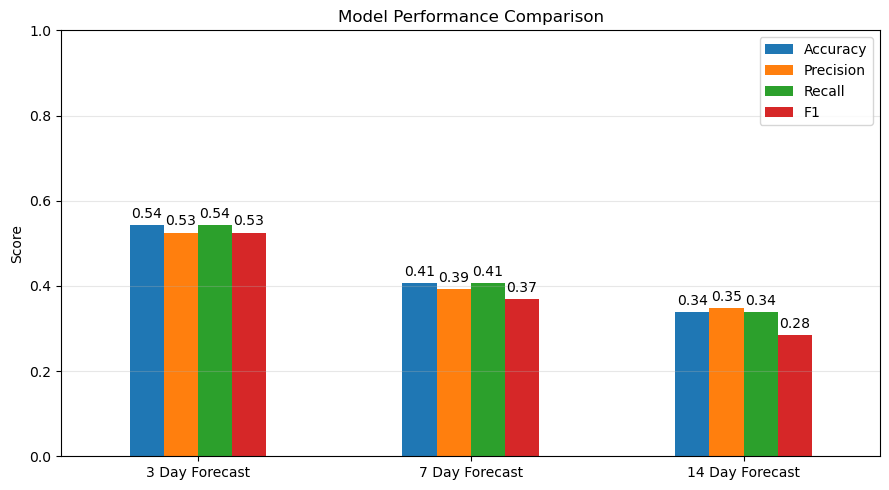 Model Performance Comparison
Score
1.0
0.8
0.6
0.4
0.2
0.0
Accuracy
Precision
Recall
F1
0.54 0.53 0.54 0.53
0.41 0.39 0.41 0.37
0.34 0.35 0.34 0.28
3 Day Forecast 7 Day Forecast 14 Day Forecast